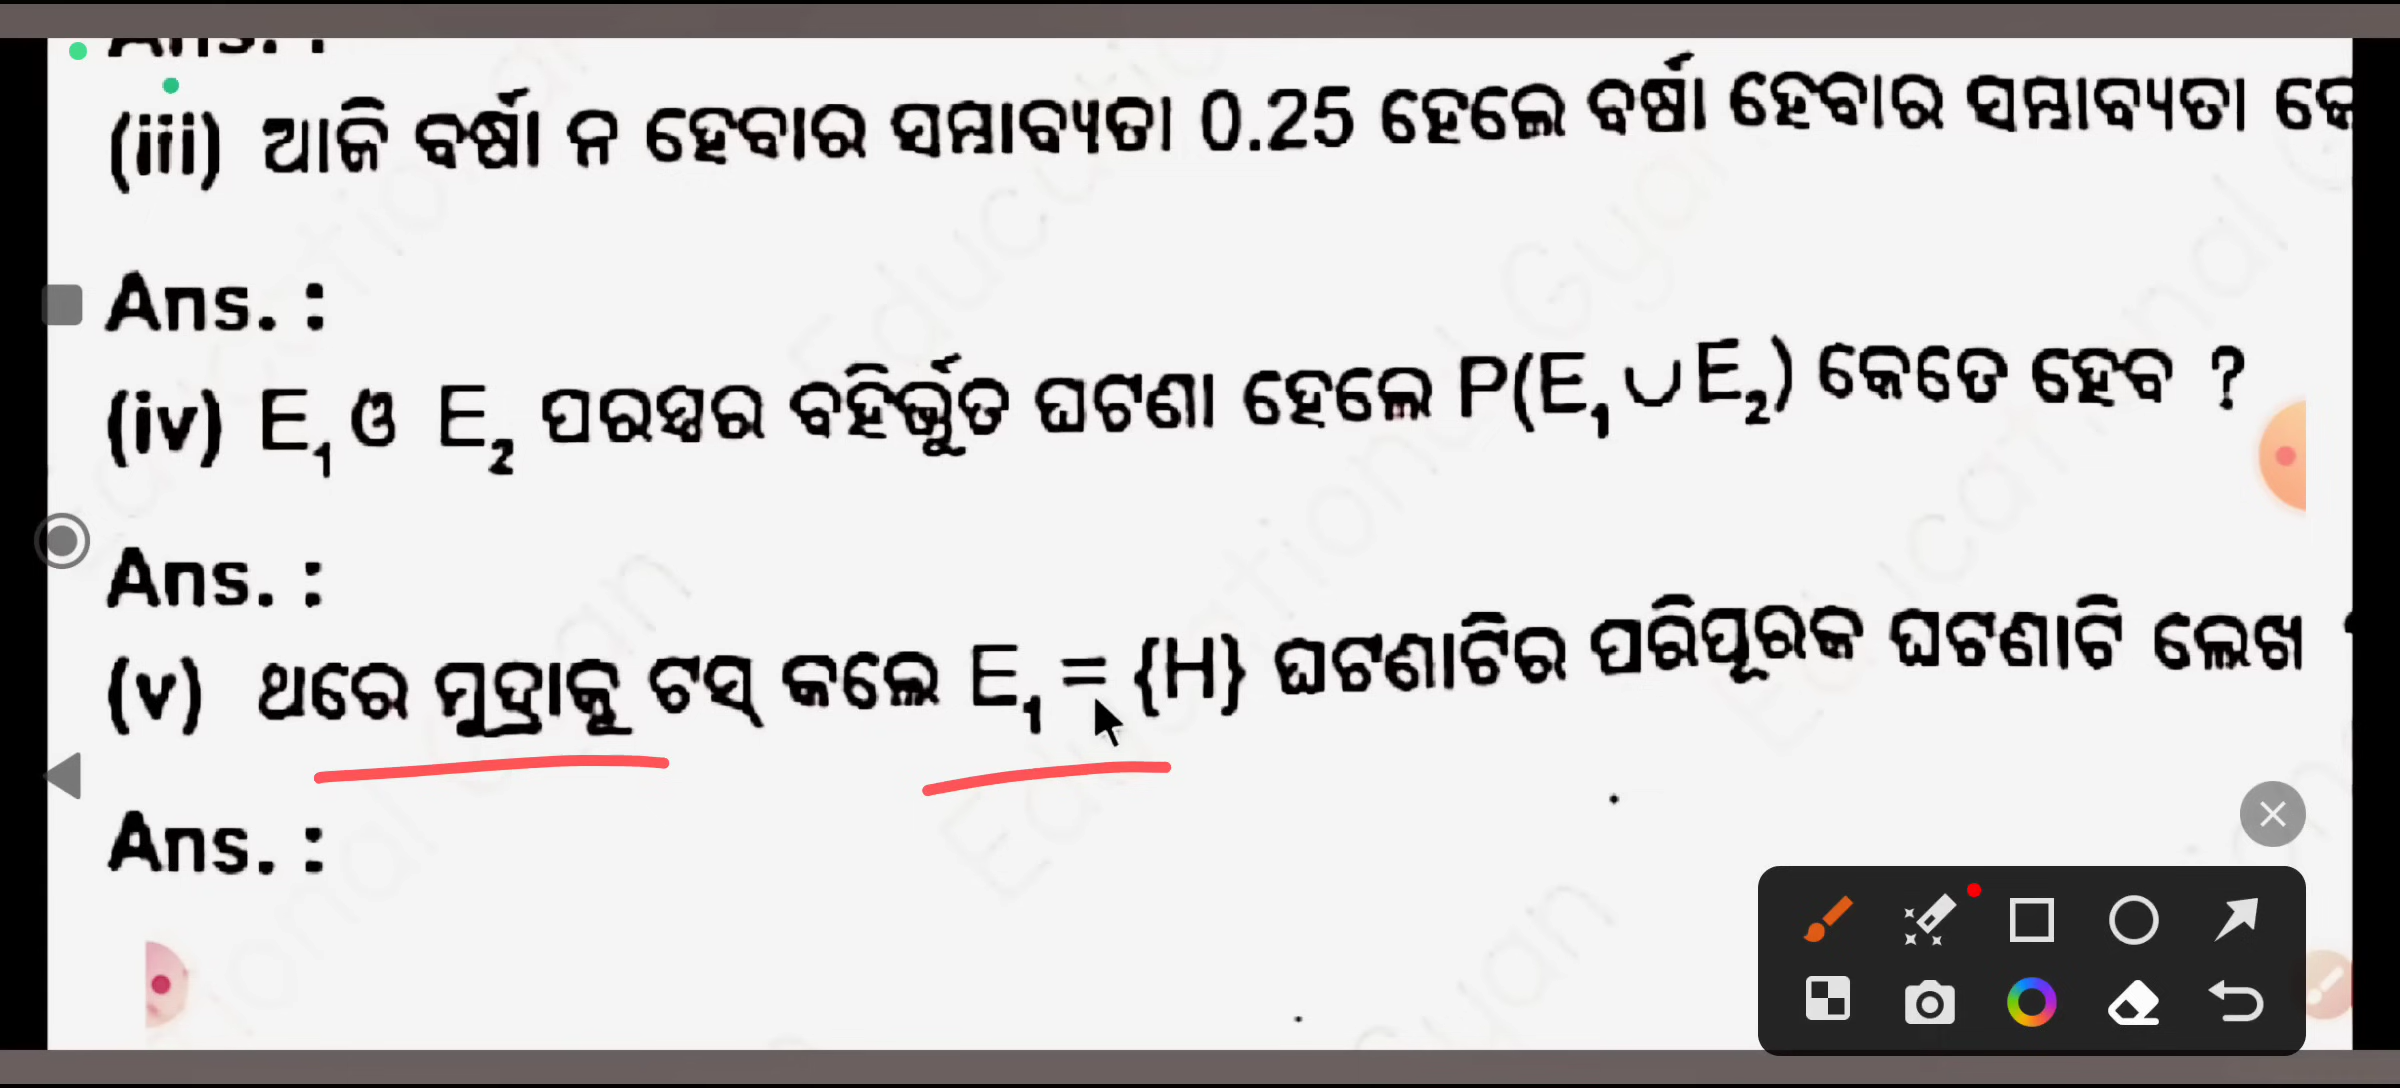 Ans. :
(iii) ଆଜି ବର୍ଷା ନ ହେବାର ସମ୍ଭାବ୍ୟତା 0.25 ହେଲେ ବର୍ଷା ହେବାର ସମ୍ଭାବ୍ୟତା
Ans. :
(iv) E₁ ଓ E₂ ପରସ୍ପର ବହିର୍ଭୁତ ଘଟଣା ହେଲେ P(E₁∪E₂) କେତେ ହେବ ?
Ans. :
(v) ଥରେ ମୁଦ୍ରାକୁ ଟସ୍ କଲେ E₁ = {H} ଘଟଣାଟିର ପରିପୂରକ ଘଟଣାଟି ଲେଖ
Ans. :